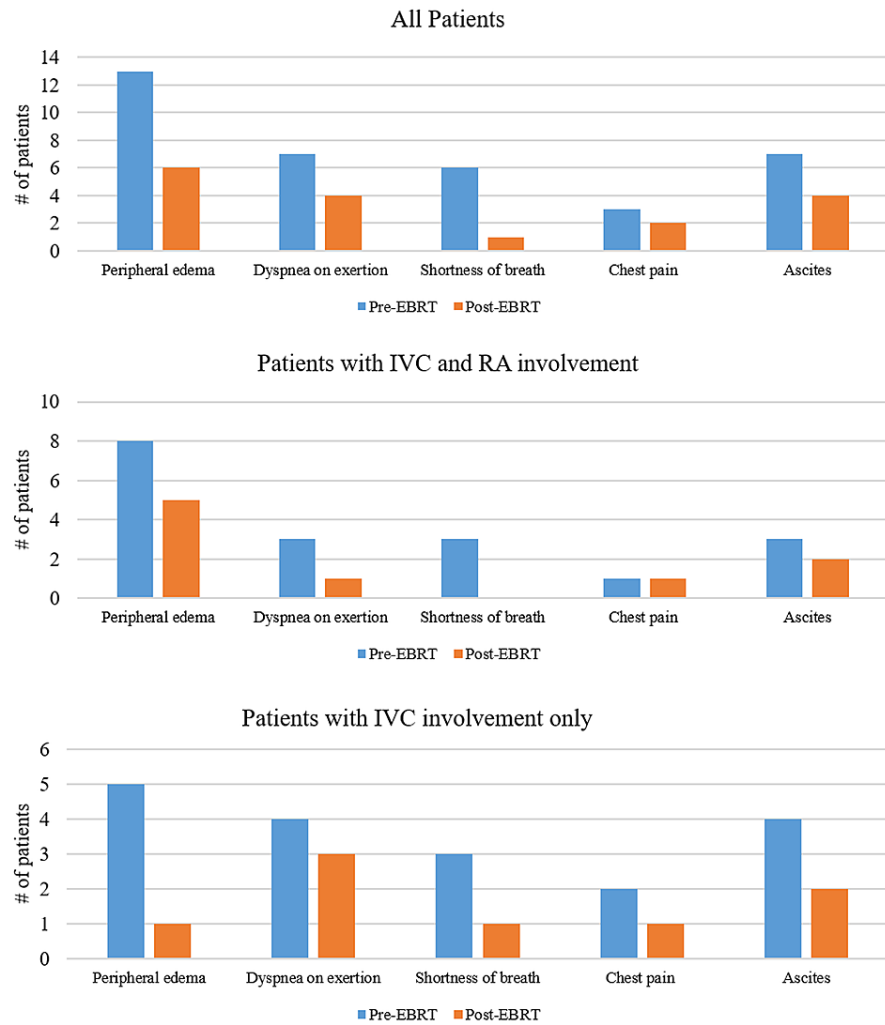 All Patients
14
12
10
8
6
4
2
0
# of patients
Peripheral edema Dyspnea on exertion Shortness of breath Chest pain Ascites
Pre-EBRT Post-EBRT
Patients with IVC and RA involvement
10
8
6
4
2
0
# of patients
Peripheral edema Dyspnea on exertion Shortness of breath Chest pain Ascites
Pre-EBRT Post-EBRT
Patients with IVC involvement only
6
5
4
3
2
1
0
# of patients
Peripheral edema Dyspnea on exertion Shortness of breath Chest pain Ascites
Pre-EBRT Post-EBRT